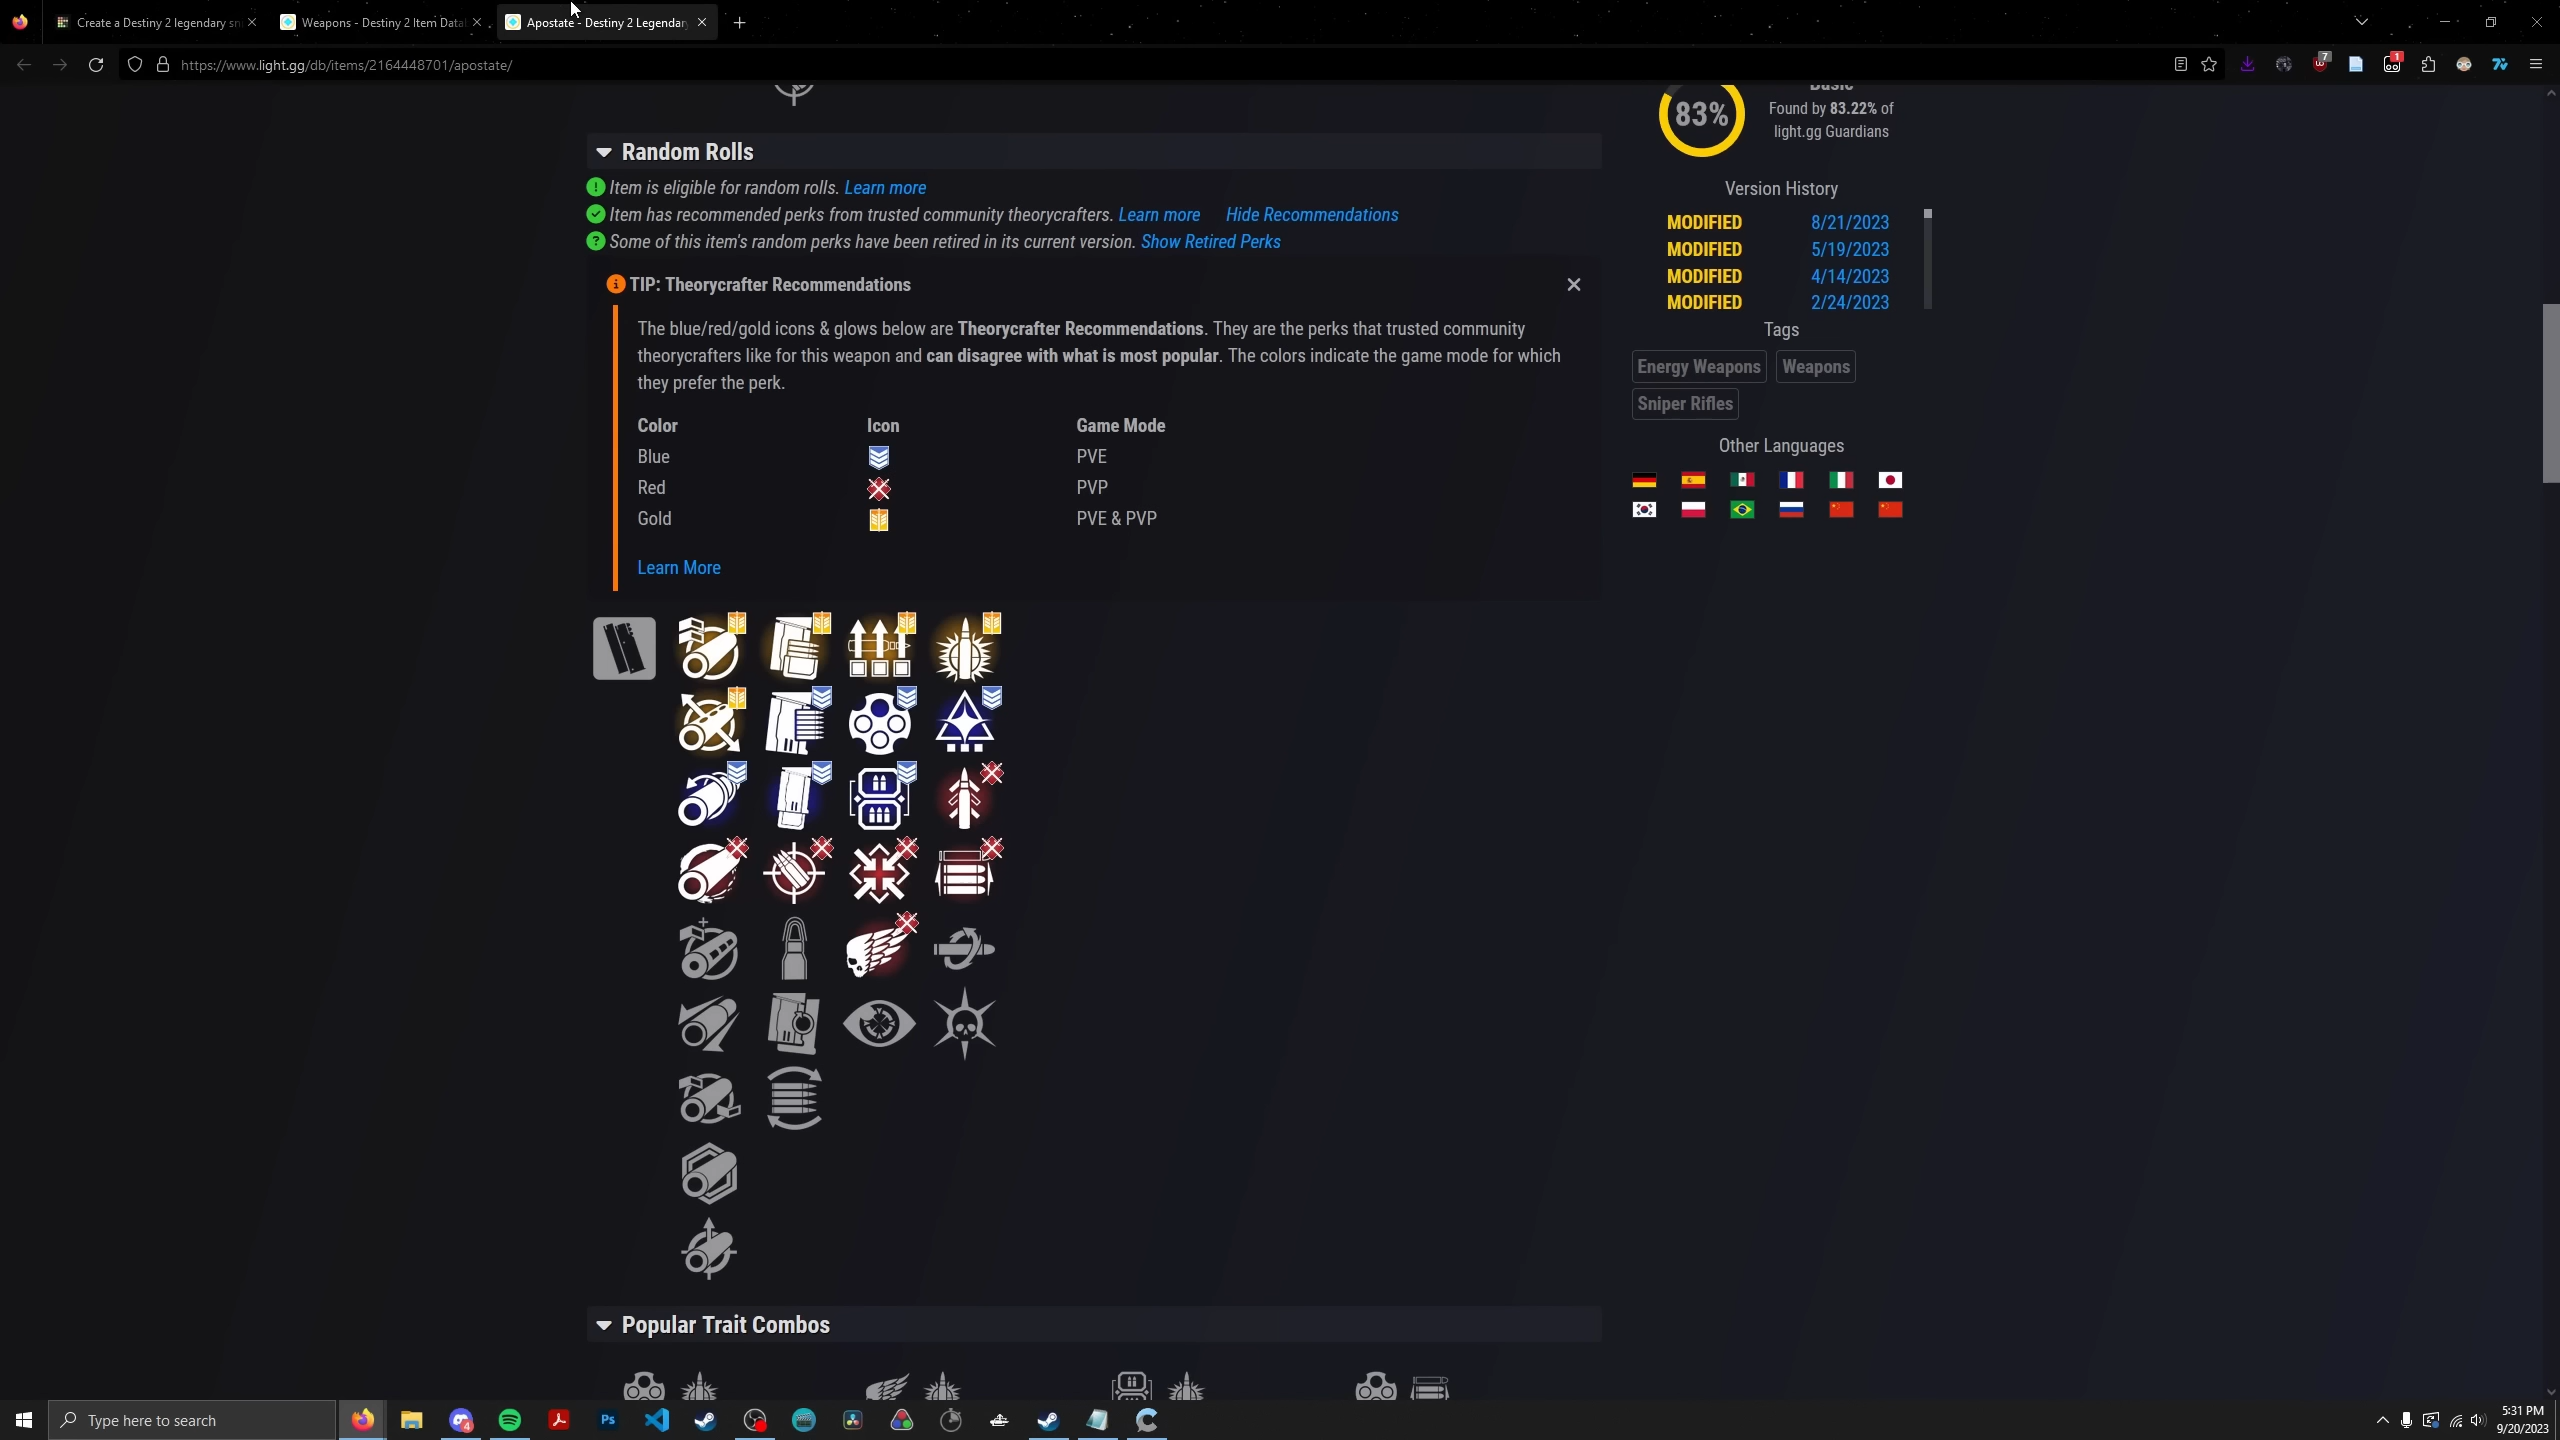 Create a Destiny 2 legendary sn
Weapons - Destiny 2 Item Data
Apostate - Destiny 2 Legendary
https://www.light.gg/db/items/2164448701/apostate/
7
1
83%
Basic
Found by 83.22% of
light.gg Guardians
Random Rolls
Item is eligible for random rolls. Learn more
Item has recommended perks from trusted community theorycrafters. Learn more Hide Recommendations
Some of this item's random perks have been retired in its current version. Show Retired Perks
TIP: Theorycrafter Recommendations
The blue/red/gold icons & glows below are Theorycrafter Recommendations. They are the perks that trusted community
theorycrafters like for this weapon and can disagree with what is most popular. The colors indicate the game mode for which
they prefer the perk.
Color Icon Game Mode
Blue PVE
Red PVP
Gold PVE & PVP
Learn More
Version History
MODIFIED 8/21/2023
MODIFIED 5/19/2023
MODIFIED 4/14/2023
MODIFIED 2/24/2023
Tags
Energy Weapons Weapons
Sniper Rifles
Other Languages
Popular Trait Combos
Type here to search
4
Ps
5:31 PM
9/20/2023